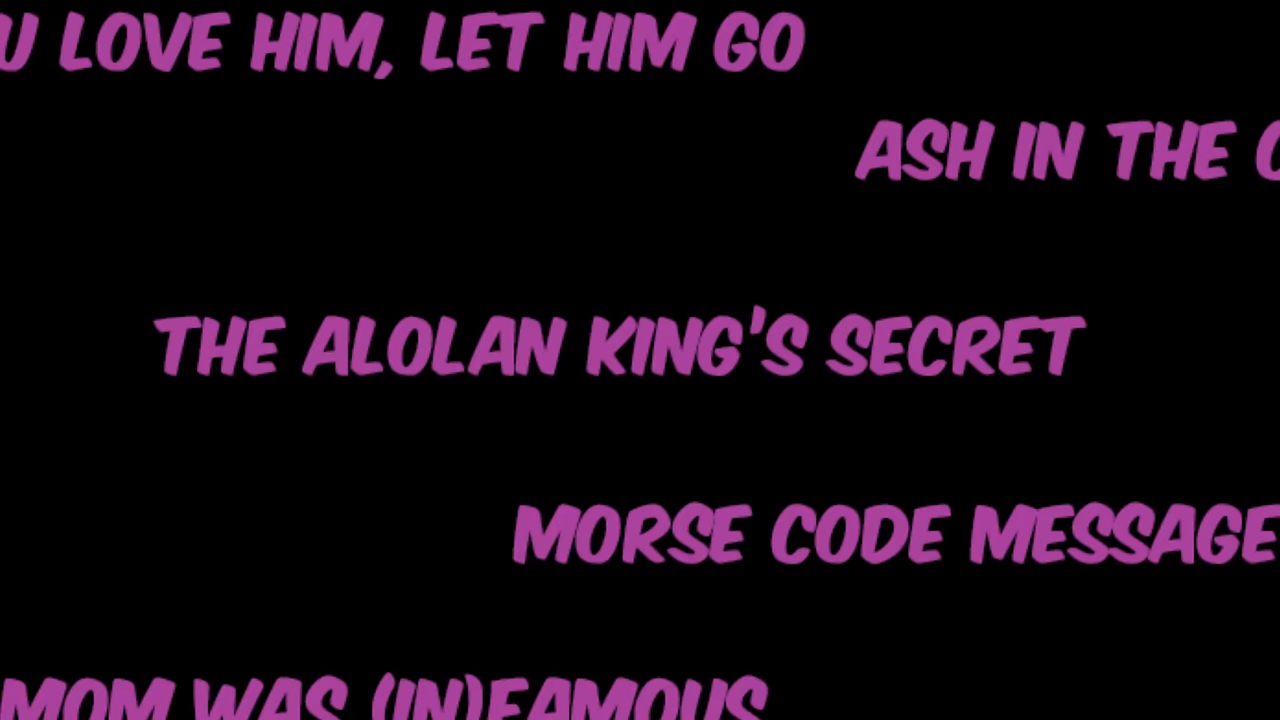 U LOVE HIM, LET HIM GO
ASH IN THE
THE ALOLAN KING'S SECRET
MORSE CODE MESSAGE
MOM WAS (IN)FAMOUS